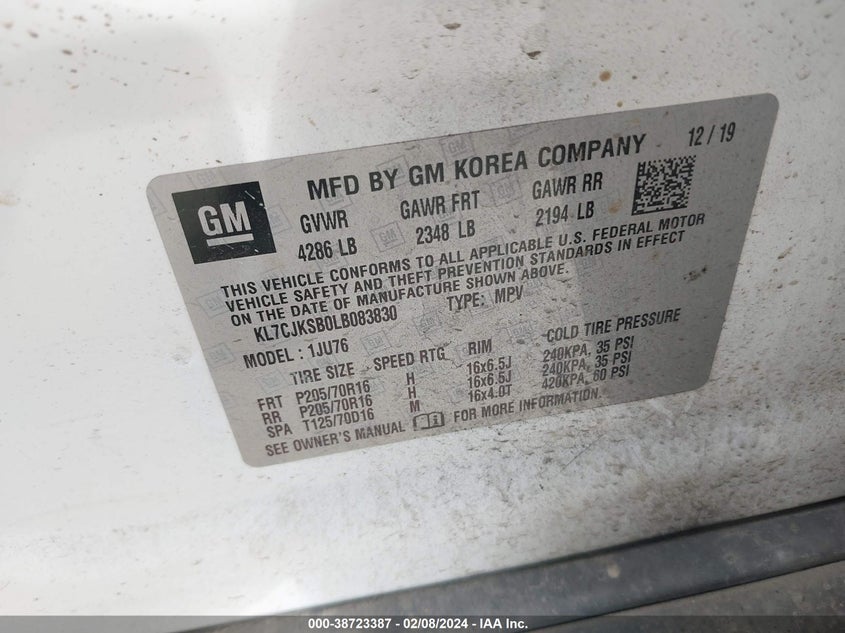 MFD BY GM KOREA COMPANY 12 / 19
GM
GVWR GAWR FRT GAWR RR
4286 LB 2348 LB 2194 LB
THIS VEHICLE CONFORMS TO ALL APPLICABLE U.S. FEDERAL MOTOR
VEHICLE SAFETY AND THEFT PREVENTION STANDARDS IN EFFECT
ON THE DATE OF MANUFACTURE SHOWN ABOVE.
KL7CJKSB0LB083830 TYPE: MPV
MODEL : 1JU76
TIRE SIZE SPEED RTG RIM COLD TIRE PRESSURE
FRT P205/70R16 H 16x6.5J 240KPA, 35 PSI
RR P205/70R16 H 16x6.5J 240KPA, 35 PSI
SPA T125/70D16 M 16x4.0T 420KPA, 60 PSI
SEE OWNER'S MANUAL FOR MORE INFORMATION.
000-38723387 - 02/08/2024 - IAA Inc.